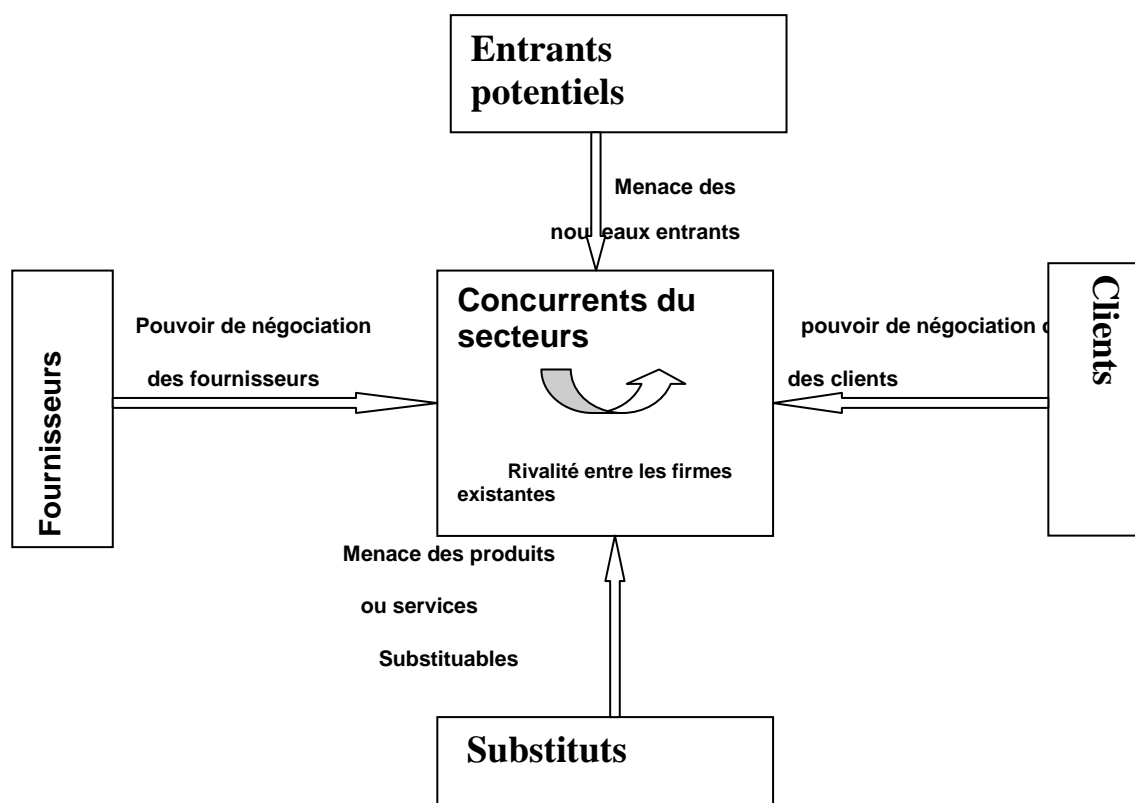 Entrants
potentiels
Menace des
nou eaux entrants
Fournisseurs
Pouvoir de négociation
des fournisseurs
Concurrents du
secteurs
Rivalité entre les firmes
existantes
pouvoir de négociation
des clients
Clients
Menace des produits
ou services
Substituables
Substituts